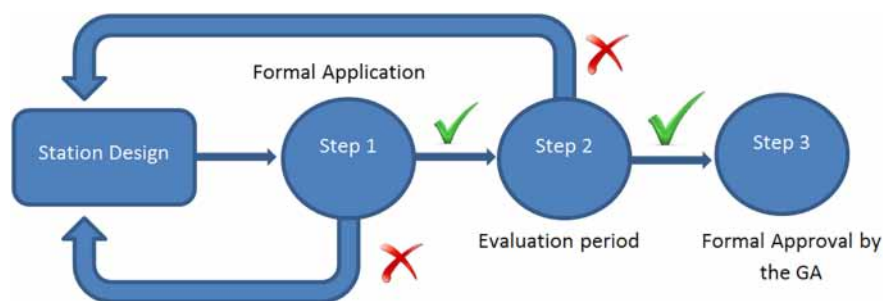 Formal Application
Station Design
Step 1
Step 2
Step 3
Evaluation period
Formal Approval by
the GA